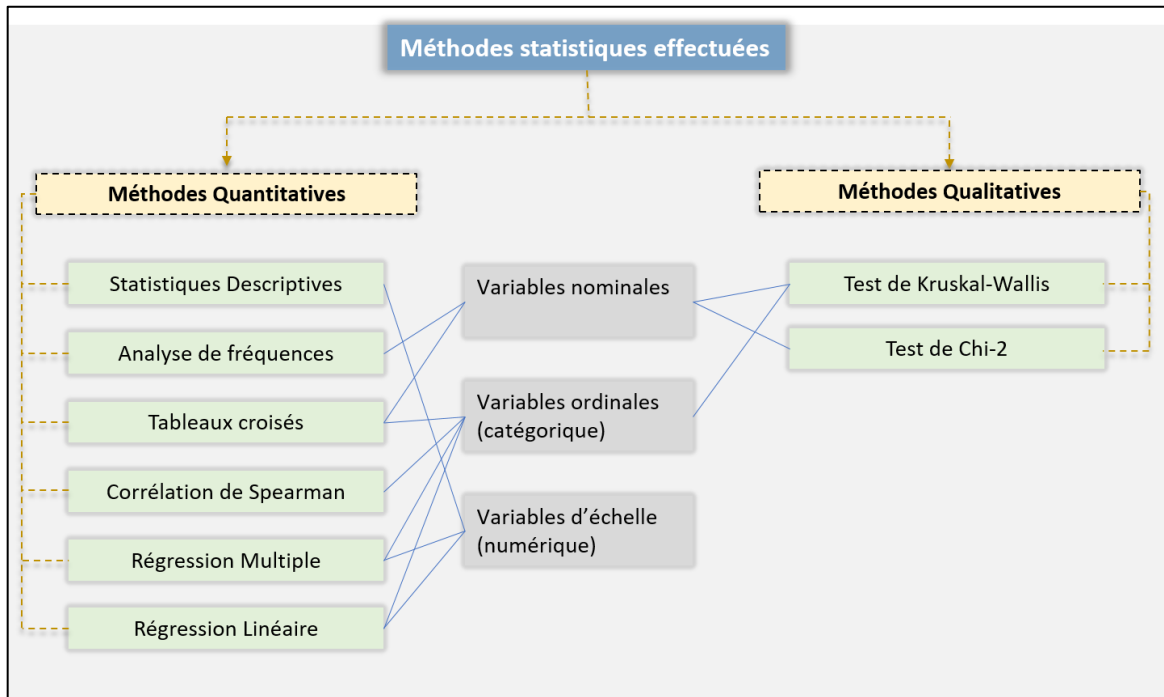 Méthodes statistiques effectuées
Méthodes Quantitatives
Méthodes Qualitatives
Statistiques Descriptives
Analyse de fréquences
Tableaux croisés
Corrélation de Spearman
Régression Multiple
Régression Linéaire
Variables nominales
Variables ordinales
(catégorique)
Variables d’échelle
(numérique)
Test de Kruskal-Wallis
Test de Chi-2